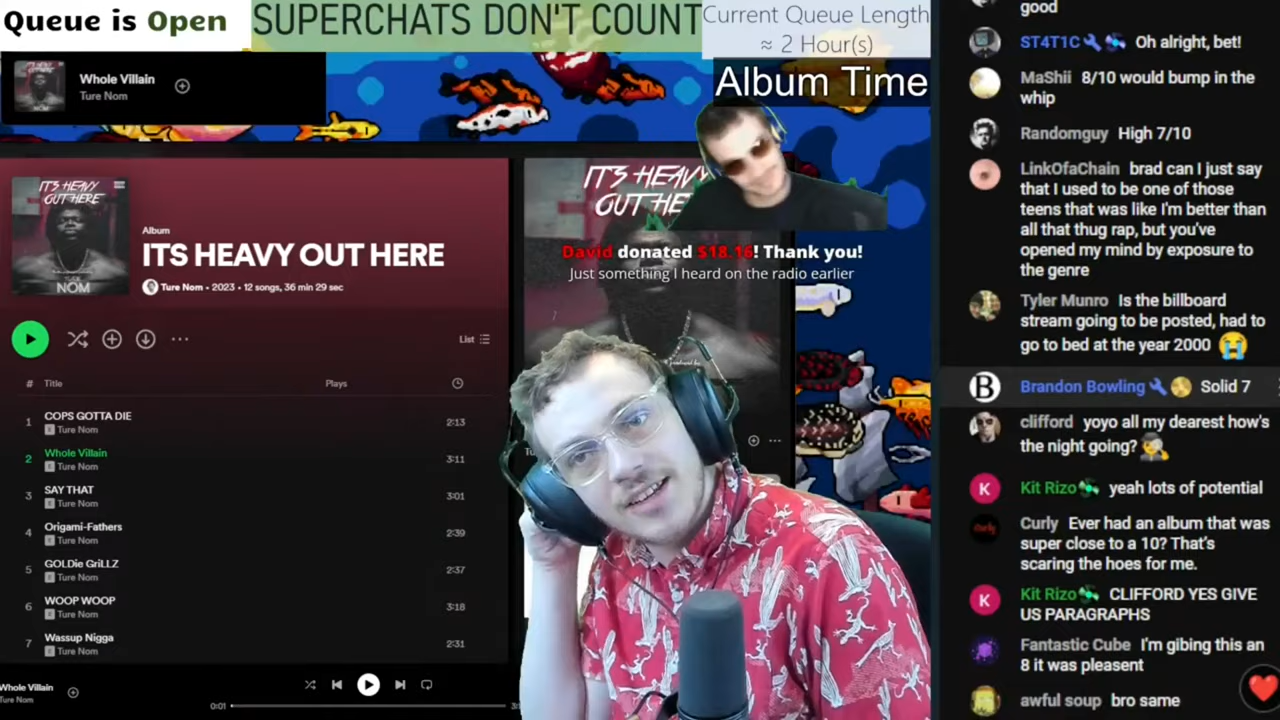 Queue is Open
SUPERCHATS DON'T COUNT
Current Queue Length
≈ 2 Hour(s)
Album Time
Whole Villain
Ture Nom
IT'S HEAVY
OUT HERE
TURE
NOM
Album
ITS HEAVY OUT HERE
Ture Nom • 2023 • 12 songs, 36 min 29 sec
List
# Title Plays
1 COPS GOTTA DIE 2:13
E Ture Nom
2 Whole Villain 3:11
E Ture Nom
3 SAY THAT 3:01
E Ture Nom
4 Origami-Fathers 2:39
E Ture Nom
5 GOLDie GriLLZ 2:37
E Ture Nom
6 WOOP WOOP 3:18
E Ture Nom
7 Wassup Nigga 2:31
E Ture Nom
Whole Villain
Ture Nom
0:01
IT'S HEAVY
OUT HE
David donated $18.16! Thank you!
Just something I heard on the radio earlier
good
ST4T1C Oh alright, bet!
MaShii 8/10 would bump in the
whip
Randomguy High 7/10
LinkOfaChain brad can I just say
that I used to be one of those
teens that was like I'm better than
all that thug rap, but you've
opened my mind by exposure to
the genre
Tyler Munro Is the billboard
stream going to be posted, had to
go to bed at the year 2000
B
Brandon Bowling Solid 7
clifford yoyo all my dearest how's
the night going?
K
Kit Rizo yeah lots of potential
Curly Ever had an album that was
super close to a 10? That's
scaring the hoes for me.
K
Kit Rizo CLIFFORD YES GIVE
US PARAGRAPHS
Fantastic Cube I'm gibing this an
8 it was pleasent
awful soup bro same